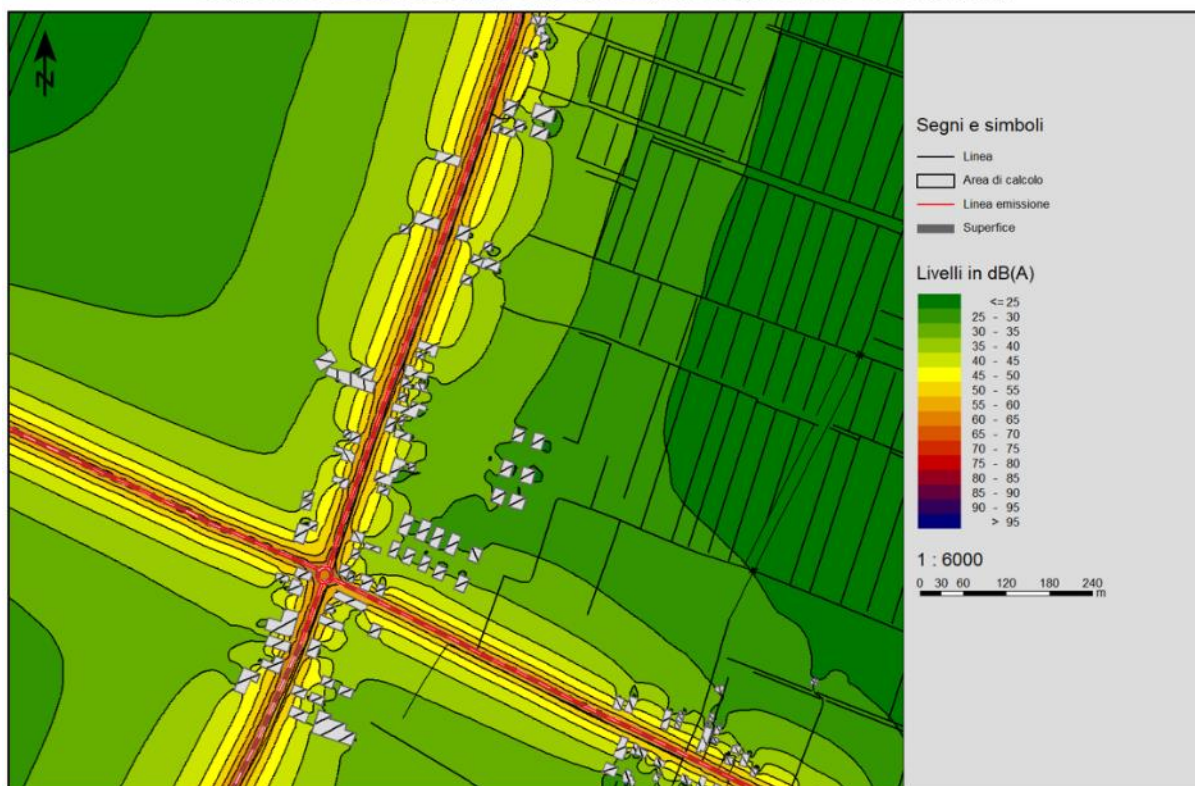 N
Segni e simboli
Linea
Area di calcolo
Linea emissione
Superfice
Livelli in dB(A)
<= 25
25 - 30
30 - 35
35 - 40
40 - 45
45 - 50
50 - 55
55 - 60
60 - 65
65 - 70
70 - 75
75 - 80
80 - 85
85 - 90
90 - 95
> 95
1 : 6000
0 30 60 120 180 240
m